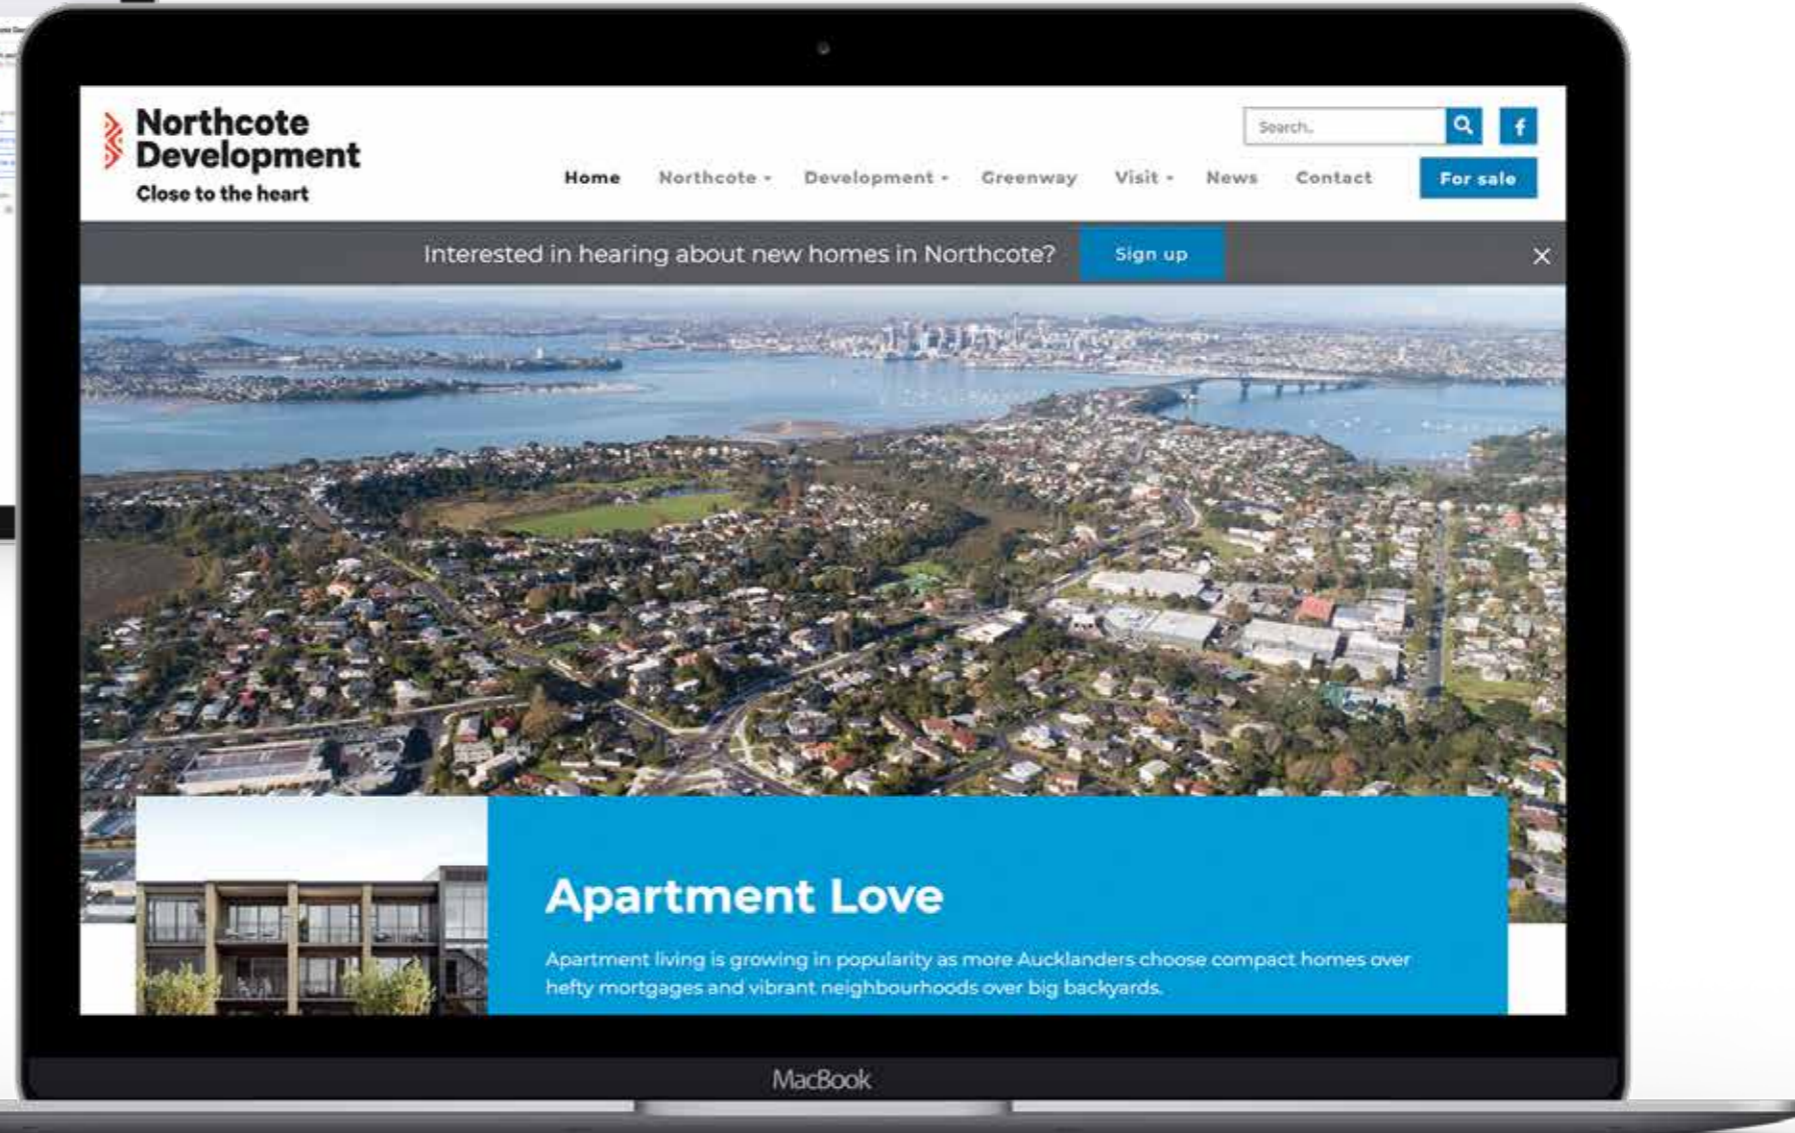 Northcote
Development
Close to the heart
Search..
Home Northcote Development Greenway Visit News Contact For sale
Interested in hearing about new homes in Northcote? Sign up
Apartment Love
Apartment living is growing in popularity as more Aucklanders choose compact homes over
hefty mortgages and vibrant neighbourhoods over big backyards.
MacBook